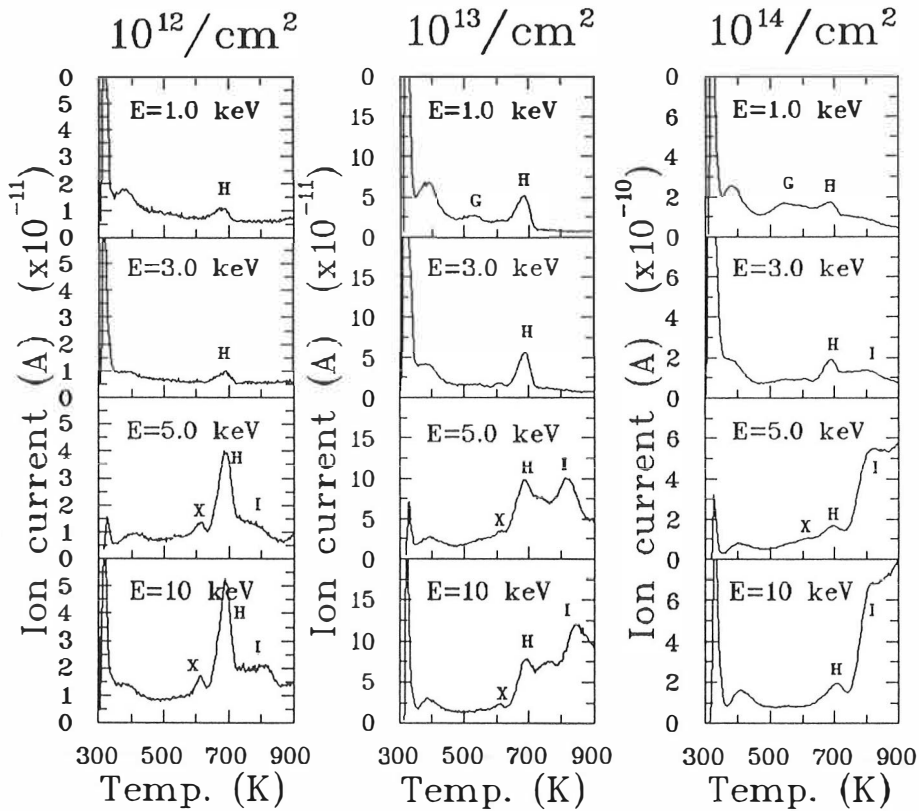 10¹²/cm² 10¹³/cm² 10¹⁴/cm²
Ion current (A) (x10⁻¹¹)
0 5 4 3 2 1 0 5 4 3 2 1 0 5 4 3 2 1 0 5 4 3 2 1 0
E=1.0 keV
H
E=3.0 keV
H
E=5.0 keV
X H I
E=10 keV
X H I
300 500 700 900
Temp. (K)
Ion current (A) (x10⁻¹¹)
0 15 10 5 0 15 10 5 0 15 10 5 0 15 10 5 0
E=1.0 keV
G H
E=3.0 keV
H
E=5.0 keV
X H I
E=10 keV
X H I
300 500 700 900
Temp. (K)
Ion current (A) (x10⁻¹⁰)
8 6 4 2 0 6 4 2 0 6 4 2 0 6 4 2 0
E=1.0 keV
G H
E=3.0 keV
H I
E=5.0 keV
X H I
E=10 keV
H I
300 500 700 900
Temp. (K)